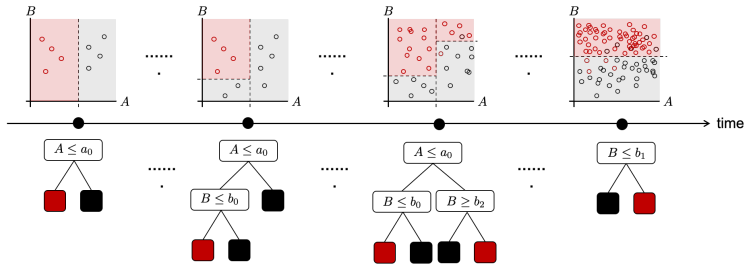 B
B
B
B
A
A
A
A
time
A ≤ a₀
A ≤ a₀
A ≤ a₀
B ≤ b₁
B ≤ b₀
B ≤ b₀
B ≥ b₂